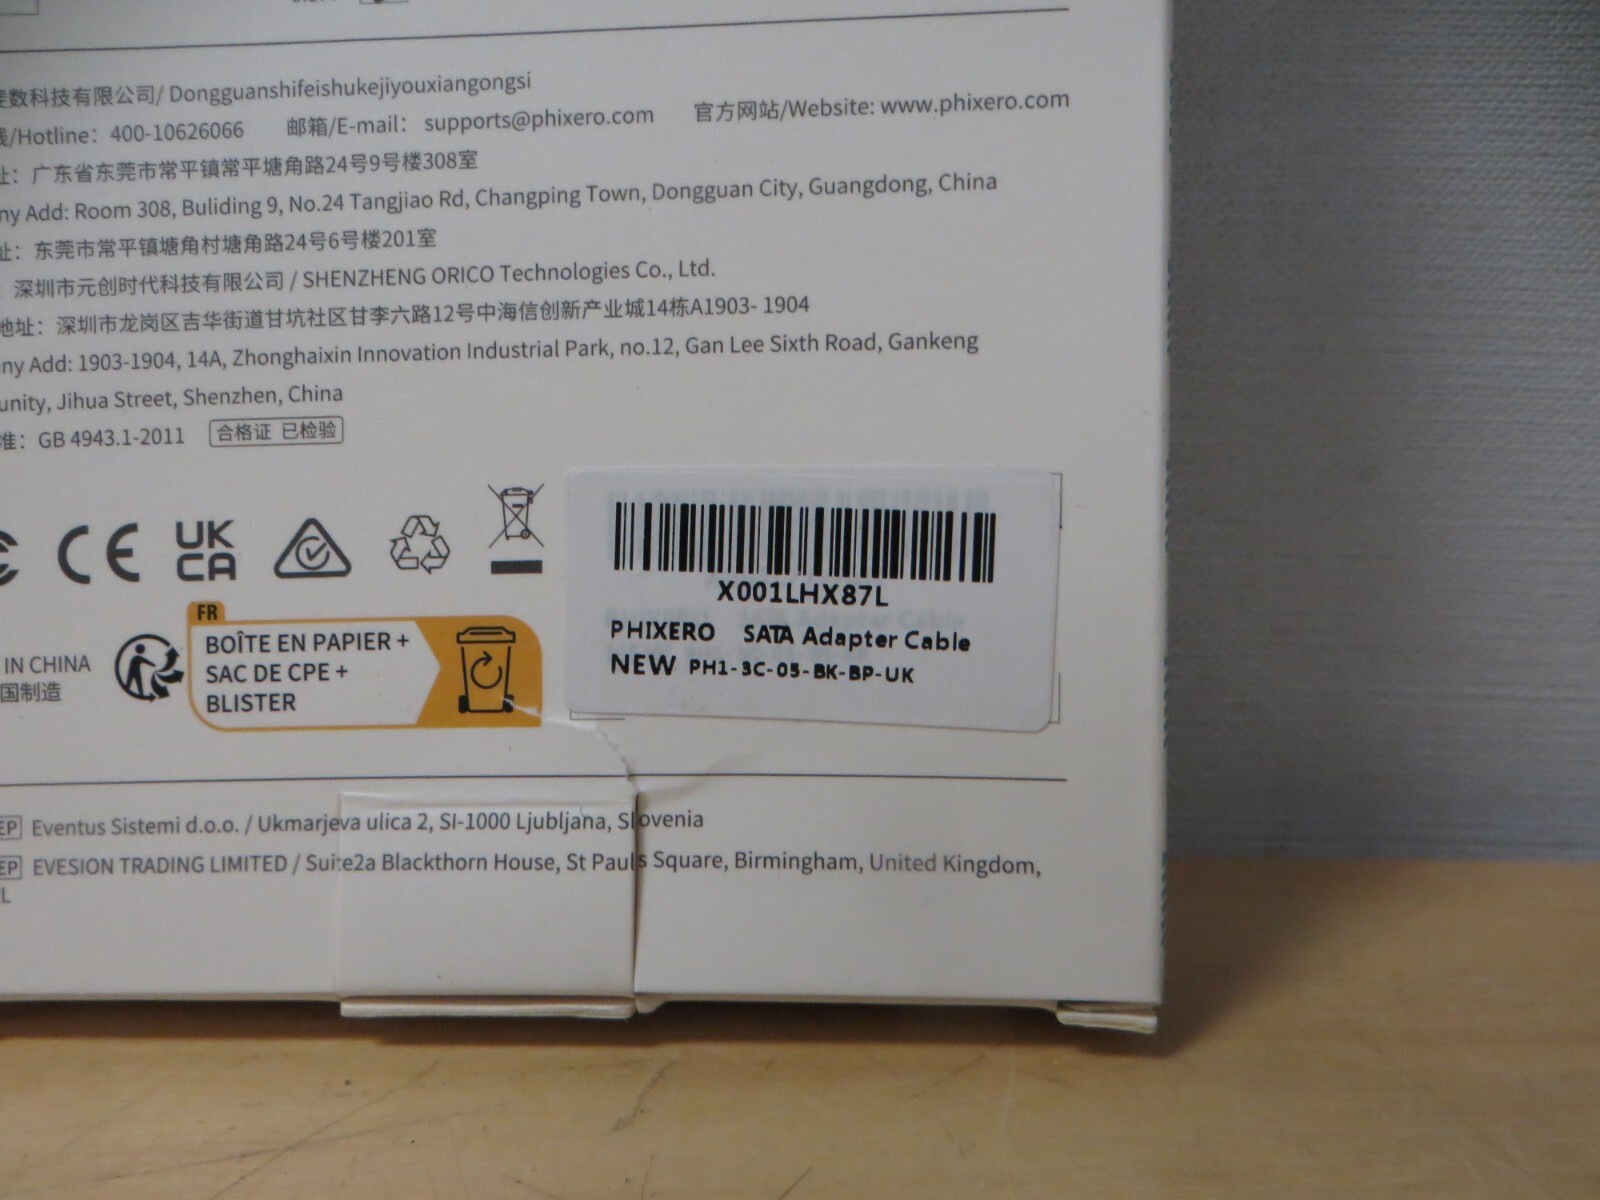 数科技有限公司/ Dongguanshifeishukejiyouxiangongsi
/Hotline：400-10626066 邮箱/E-mail： supports@phixero.com 官方网站/Website: www.phixero.com
址：广东省东莞市常平镇常平塘角路24号9号楼308室
ny Add: Room 308, Buliding 9, No.24 Tangjiao Rd, Changping Town, Dongguan City, Guangdong, China
址：东莞市常平镇塘角村塘角路24号6号楼201室
深圳市元创时代科技有限公司 / SHENZHENG ORICO Technologies Co., Ltd.
地址：深圳市龙岗区吉华街道甘坑社区甘李六路12号中海信创新产业城14栋A1903- 1904
ny Add: 1903-1904, 14A, Zhonghaixin Innovation Industrial Park, no.12, Gan Lee Sixth Road, Gankeng
unity, Jihua Street, Shenzhen, China
准：GB 4943.1-2011 合格证 已检验
CE UK CA
X001LHX87L
PHIXERO SATA Adapter Cable
NEW PH1-3C-05-BK-BP-UK
FR
BOÎTE EN PAPIER +
SAC DE CPE +
BLISTER
IN CHINA
国制造
EP Eventus Sistemi d.o.o. / Ukmarjeva ulica 2, SI-1000 Ljubljana, Slovenia
EP EVESION TRADING LIMITED / Suite2a Blackthorn House, St Pauls Square, Birmingham, United Kingdom,
L